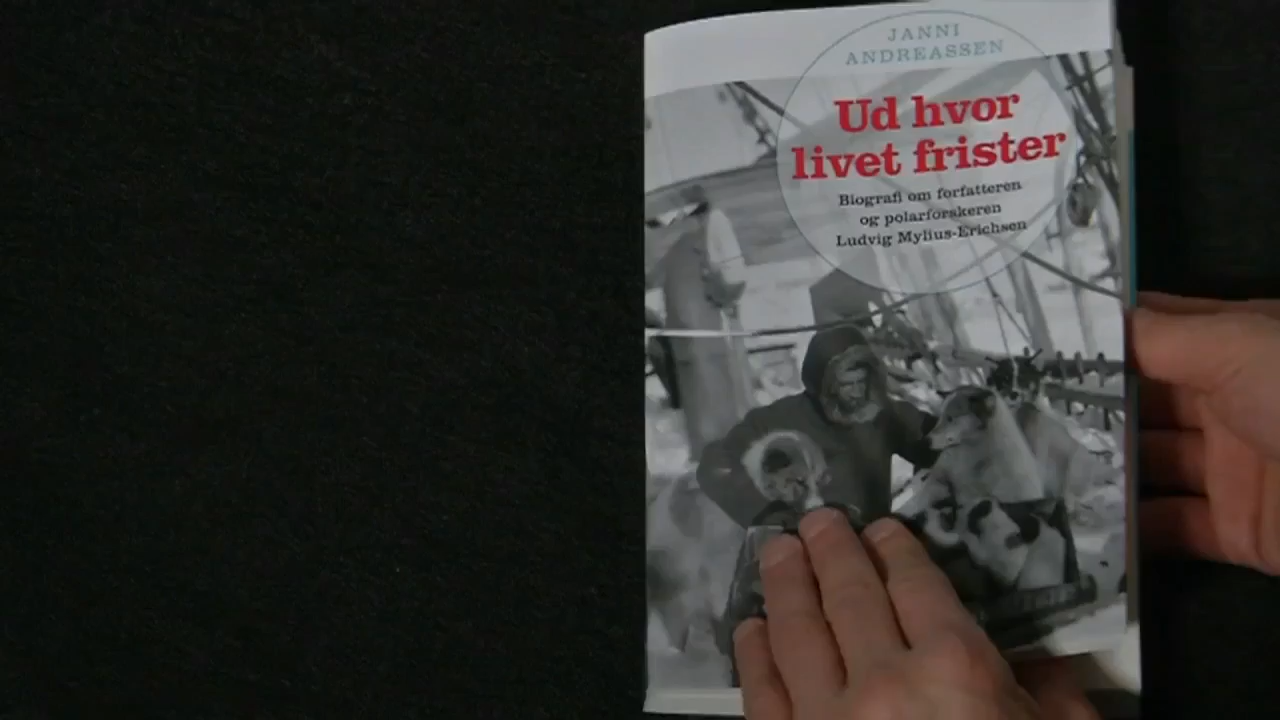 JANNI
ANDREASSEN
Ud hvor
livet frister
Biografi om forfatteren
og polarforskeren
Ludvig Mylius-Erichsen